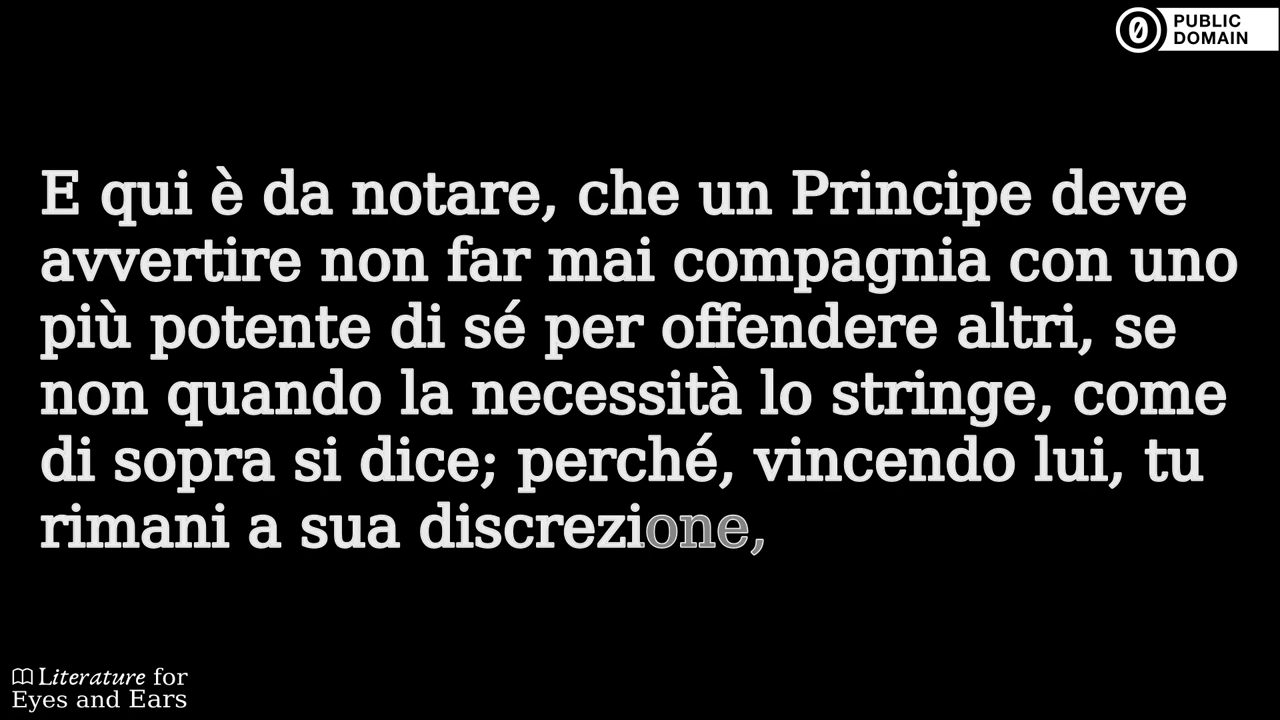 PUBLIC
DOMAIN
E qui è da notare, che un Principe deve
avvertire non far mai compagnia con uno
più potente di sé per offendere altri, se
non quando la necessità lo stringe, come
di sopra si dice; perché, vincendo lui, tu
rimani a sua discrezione,
Literature for
Eyes and Ears